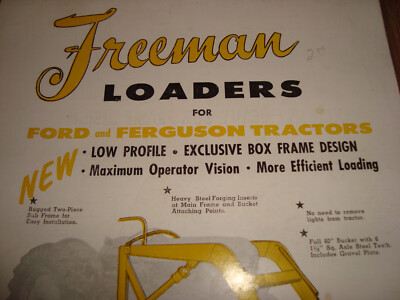 Freeman
LOADERS
FOR
FORD and FERGUSON TRACTORS
NEW
• LOW PROFILE • EXCLUSIVE BOX FRAME DESIGN
• Maximum Operator Vision • More Efficient Loading
★
Rugged Two-Piece
Sub Frame for
Easy Installation.
★
Heavy Steel Forging Inserts
at Main Frame and Bucket
Attaching Points.
★
No need to remove
lights from tractor.
★
Full 60" Bucket with 6
1¼" Sq. Axle Steel Teeth.
Includes Gravel Plate.